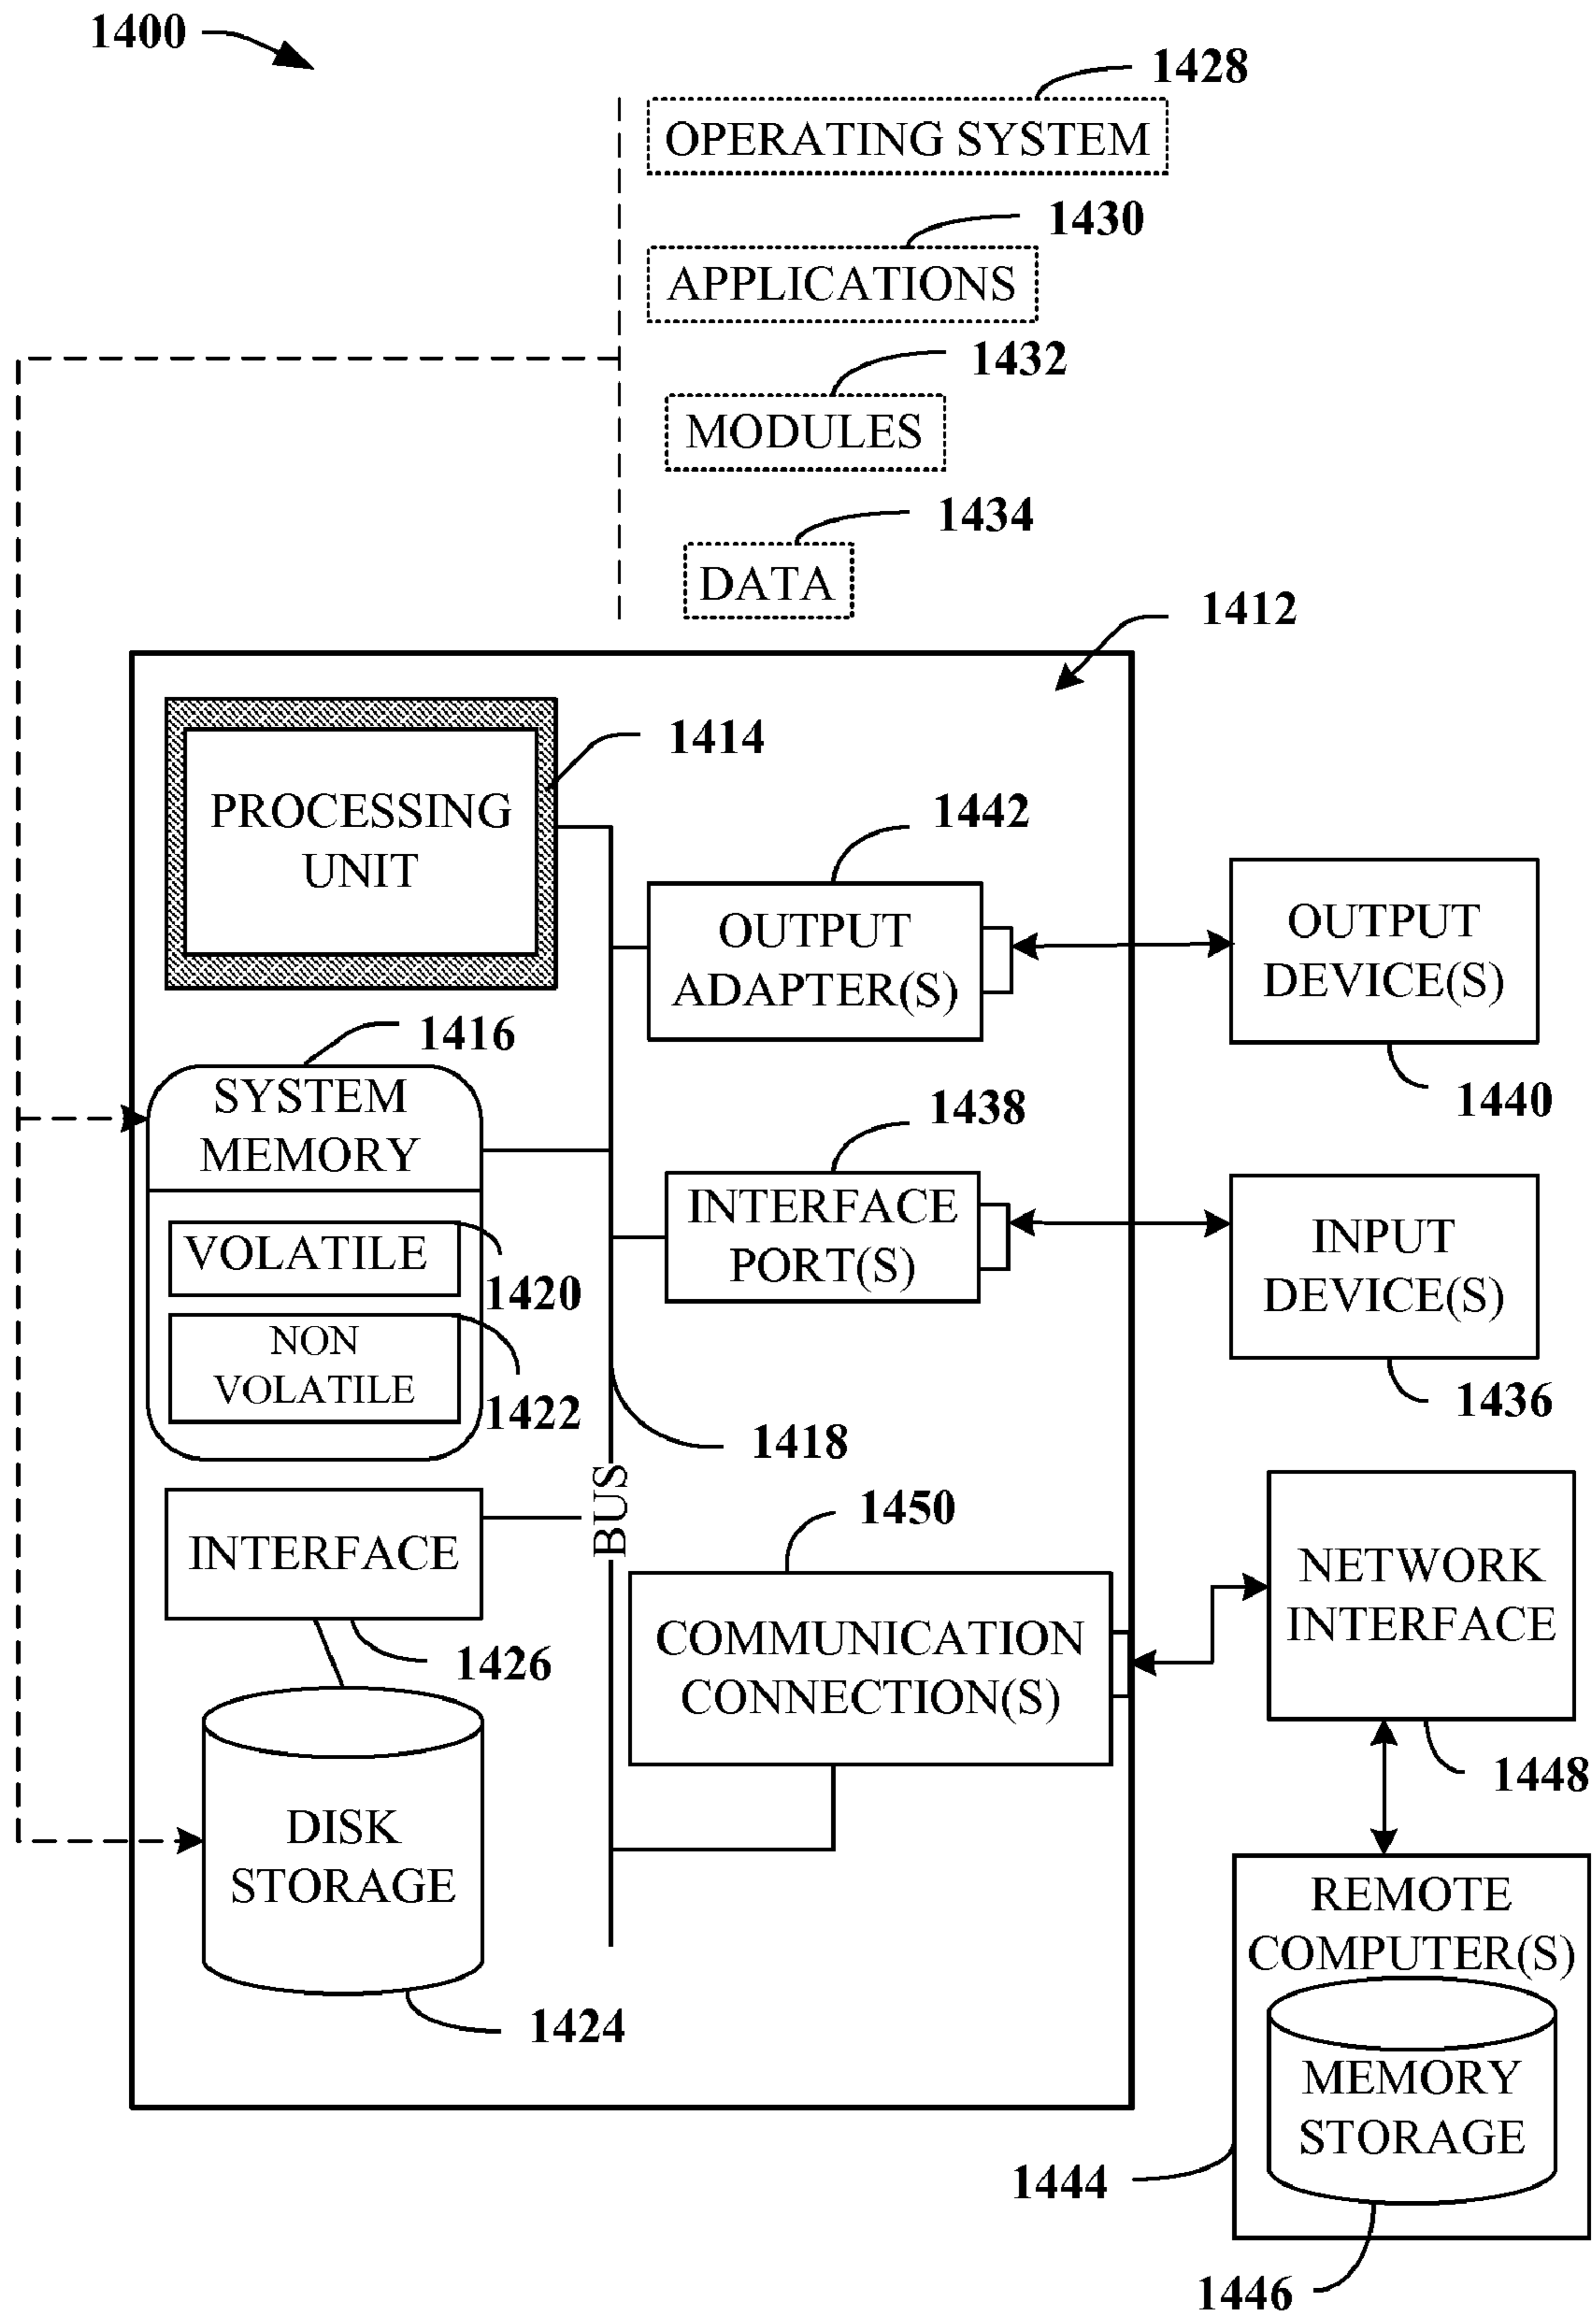 1400
1428
OPERATING SYSTEM
1430
APPLICATIONS
1432
MODULES
1434
DATA
1412
PROCESSING
UNIT
1414
1442
OUTPUT
ADAPTER(S)
OUTPUT
DEVICE(S)
1440
1416
SYSTEM
MEMORY
VOLATILE
1420
NON
VOLATILE
1422
1438
INTERFACE
PORT(S)
INPUT
DEVICE(S)
1436
1418
BUS
INTERFACE
1426
1450
COMMUNICATION
CONNECTION(S)
NETWORK
INTERFACE
1448
DISK
STORAGE
1424
REMOTE
COMPUTER(S)
MEMORY
STORAGE
1444
1446